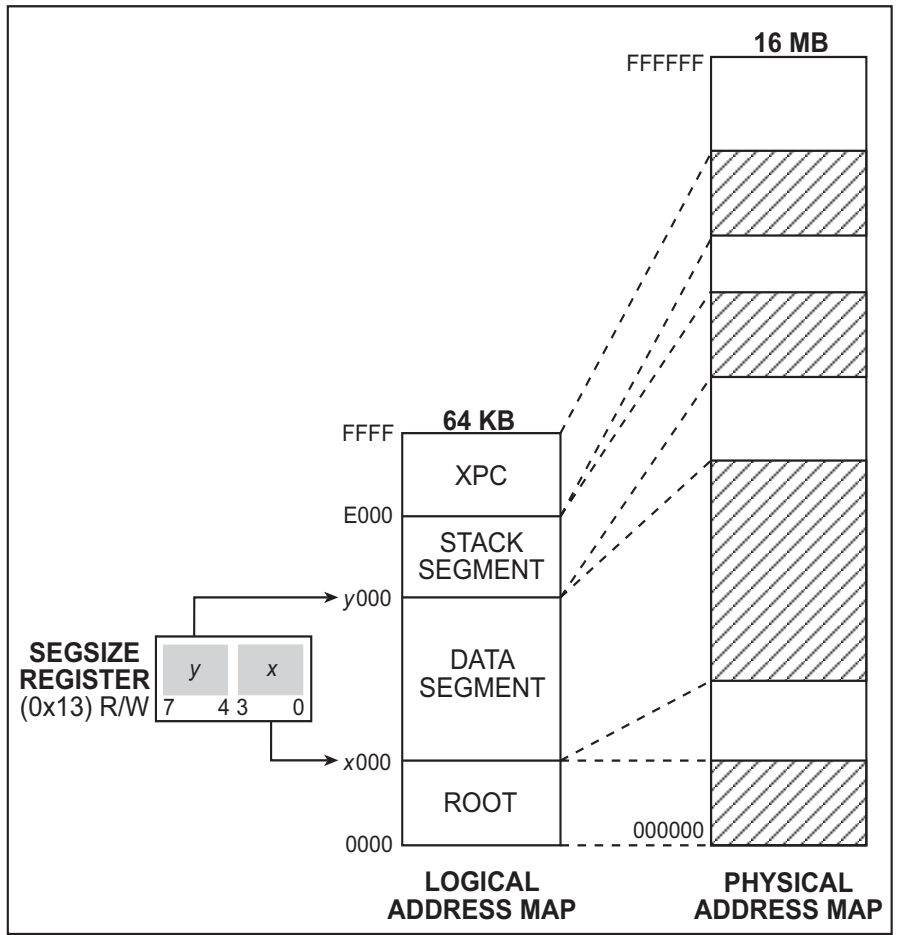 16 MB
FFFFFF
64 KB
FFFF
XPC
E000
STACK
SEGMENT
y000
SEGSIZE
REGISTER
(0x13) R/W
y x
7 4 3 0
DATA
SEGMENT
x000
ROOT
000000
0000
LOGICAL
ADDRESS MAP
PHYSICAL
ADDRESS MAP